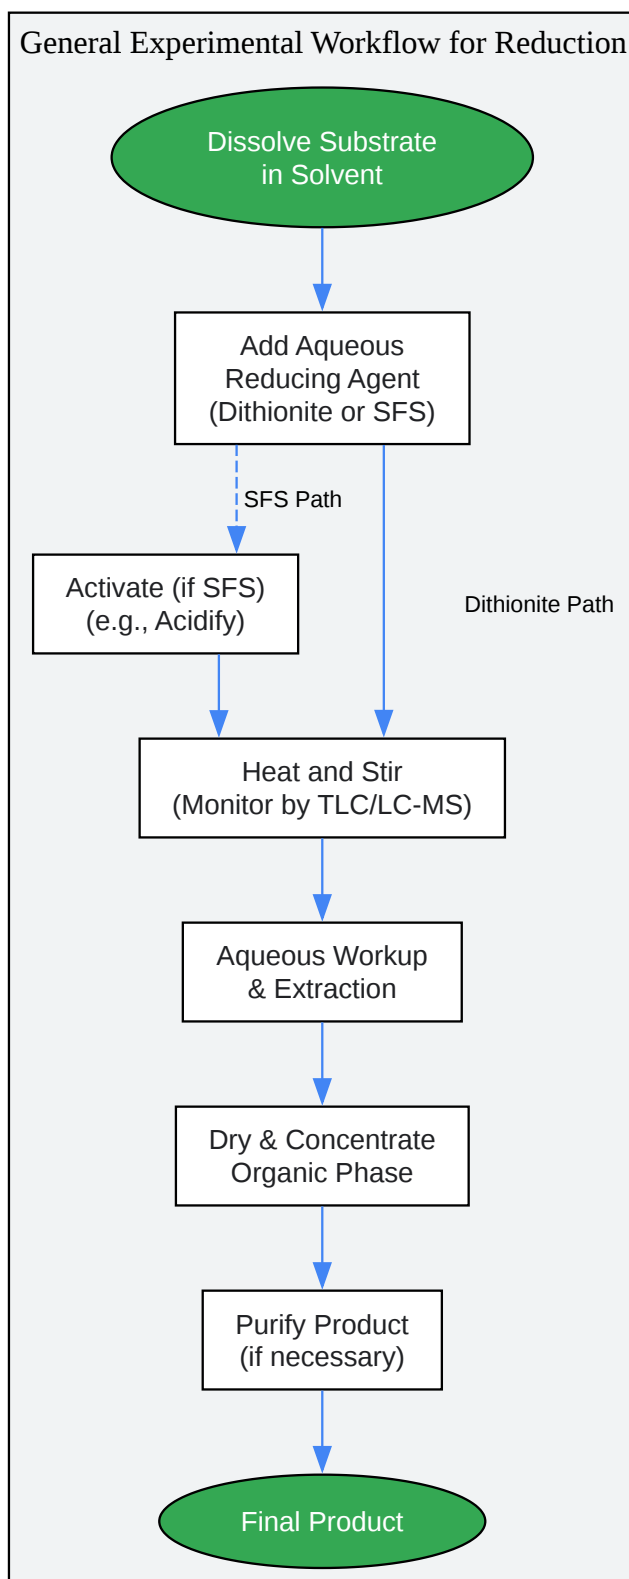 General Experimental Workflow for Reduction
Dissolve Substrate
in Solvent
Add Aqueous
Reducing Agent
(Dithionite or SFS)
SFS Path
Activate (if SFS)
(e.g., Acidify)
Dithionite Path
Heat and Stir
(Monitor by TLC/LC-MS)
Aqueous Workup
& Extraction
Dry & Concentrate
Organic Phase
Purify Product
(if necessary)
Final Product